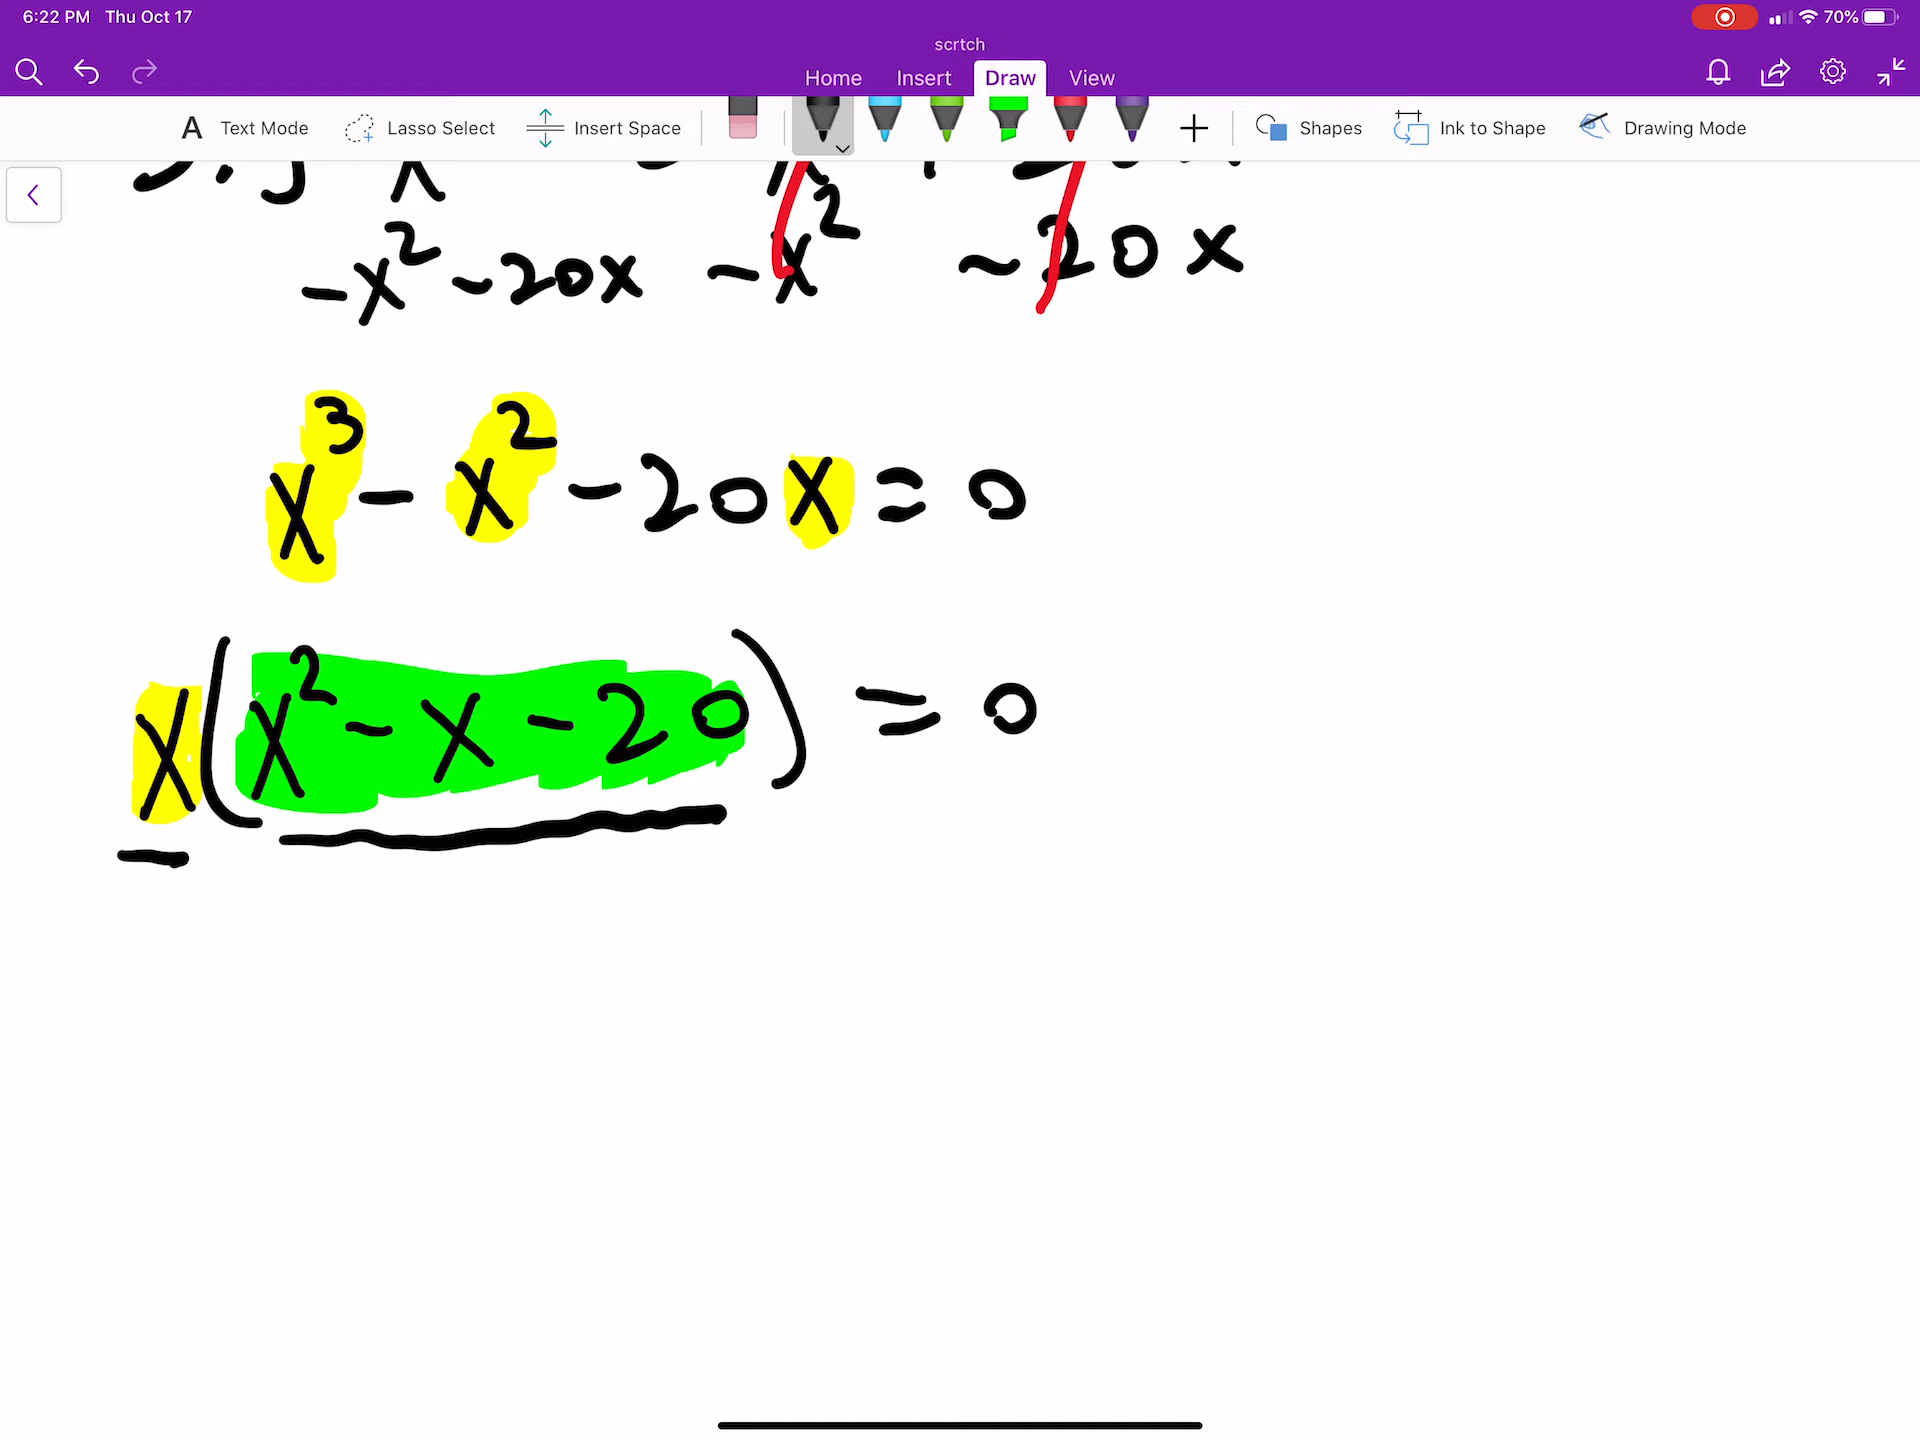 6:22 PM Thu Oct 17
70%
scrtch
Home Insert Draw View
A Text Mode Lasso Select Insert Space Shapes Ink to Shape Drawing Mode
-x² -20x -x² -20x
x³ - x² - 20x = 0
x(x² - x - 20) = 0